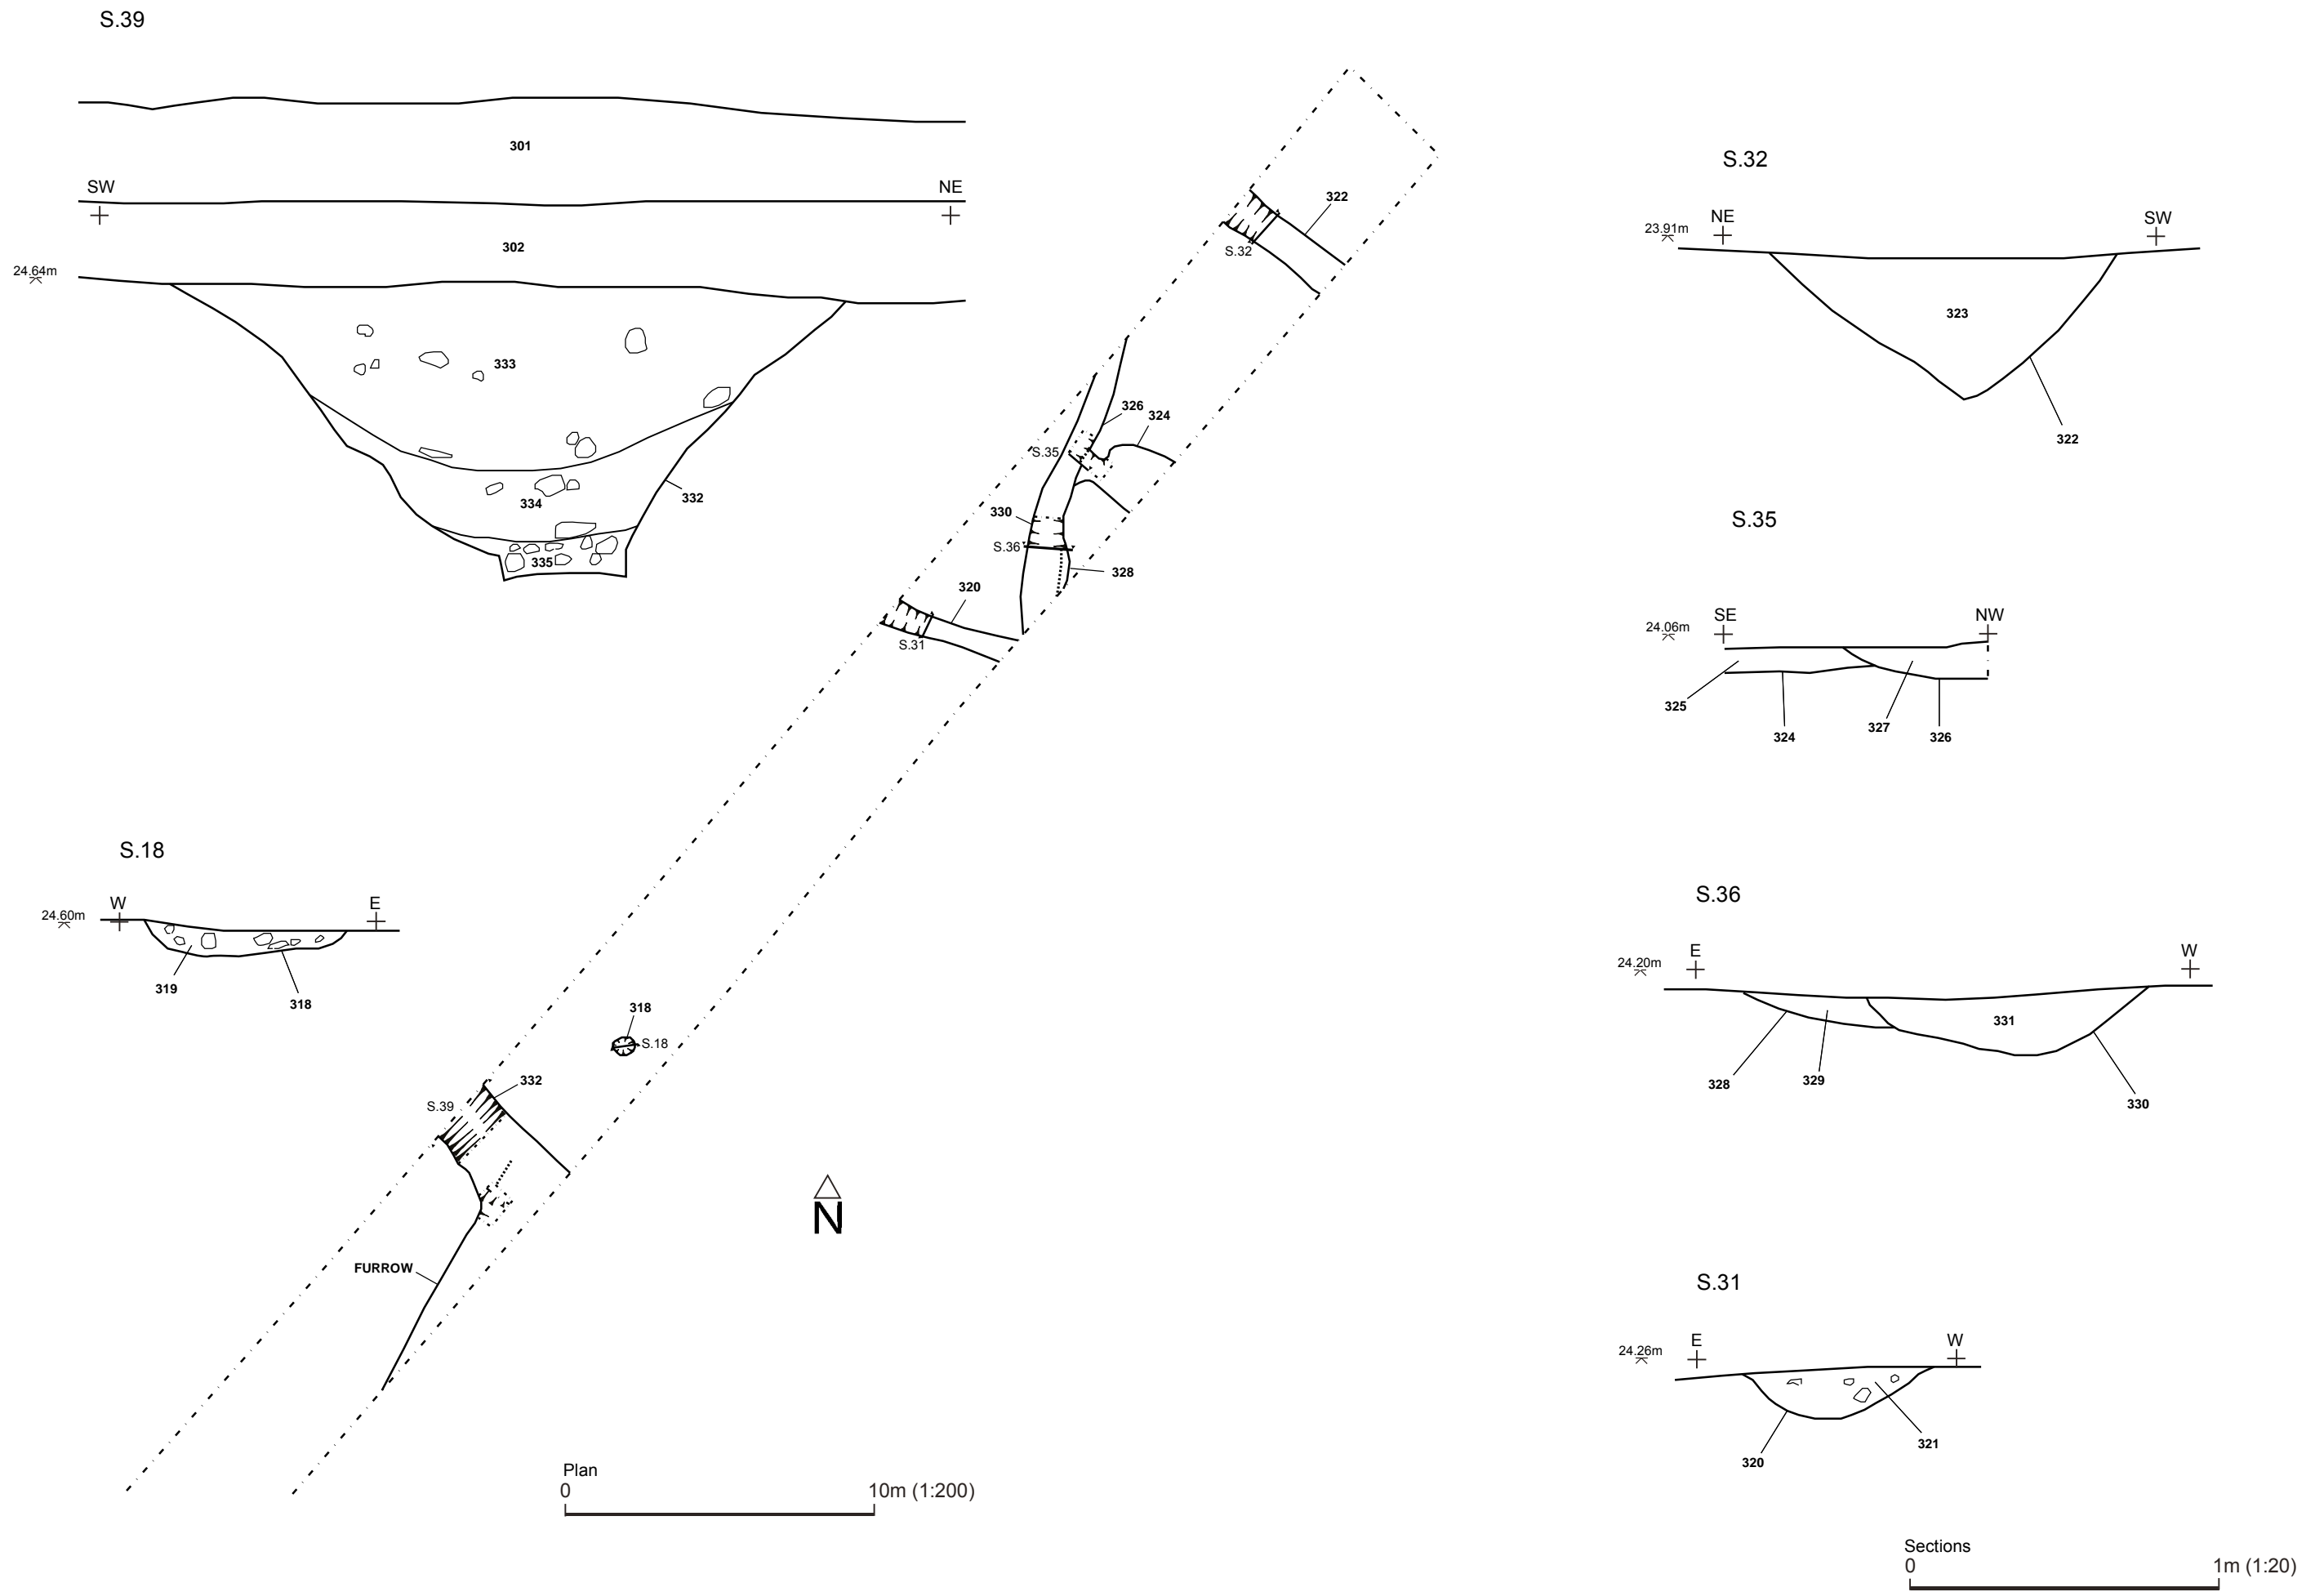 S.39
301
SW
NE
302
24.64m
333
334
332
335
S.18
W
E
24.60m
319
318
322
S.32
326
324
S.35
330
S.36
328
320
S.31
318
S.18
332
S.39
FURROW
N
Plan
0
10m (1:200)
S.32
NE
SW
23.91m
323
322
S.35
SE
NW
24.06m
325
327
324
326
S.36
E
W
24.20m
331
328
329
330
S.31
E
W
24.26m
321
320
Sections
0
1m (1:20)